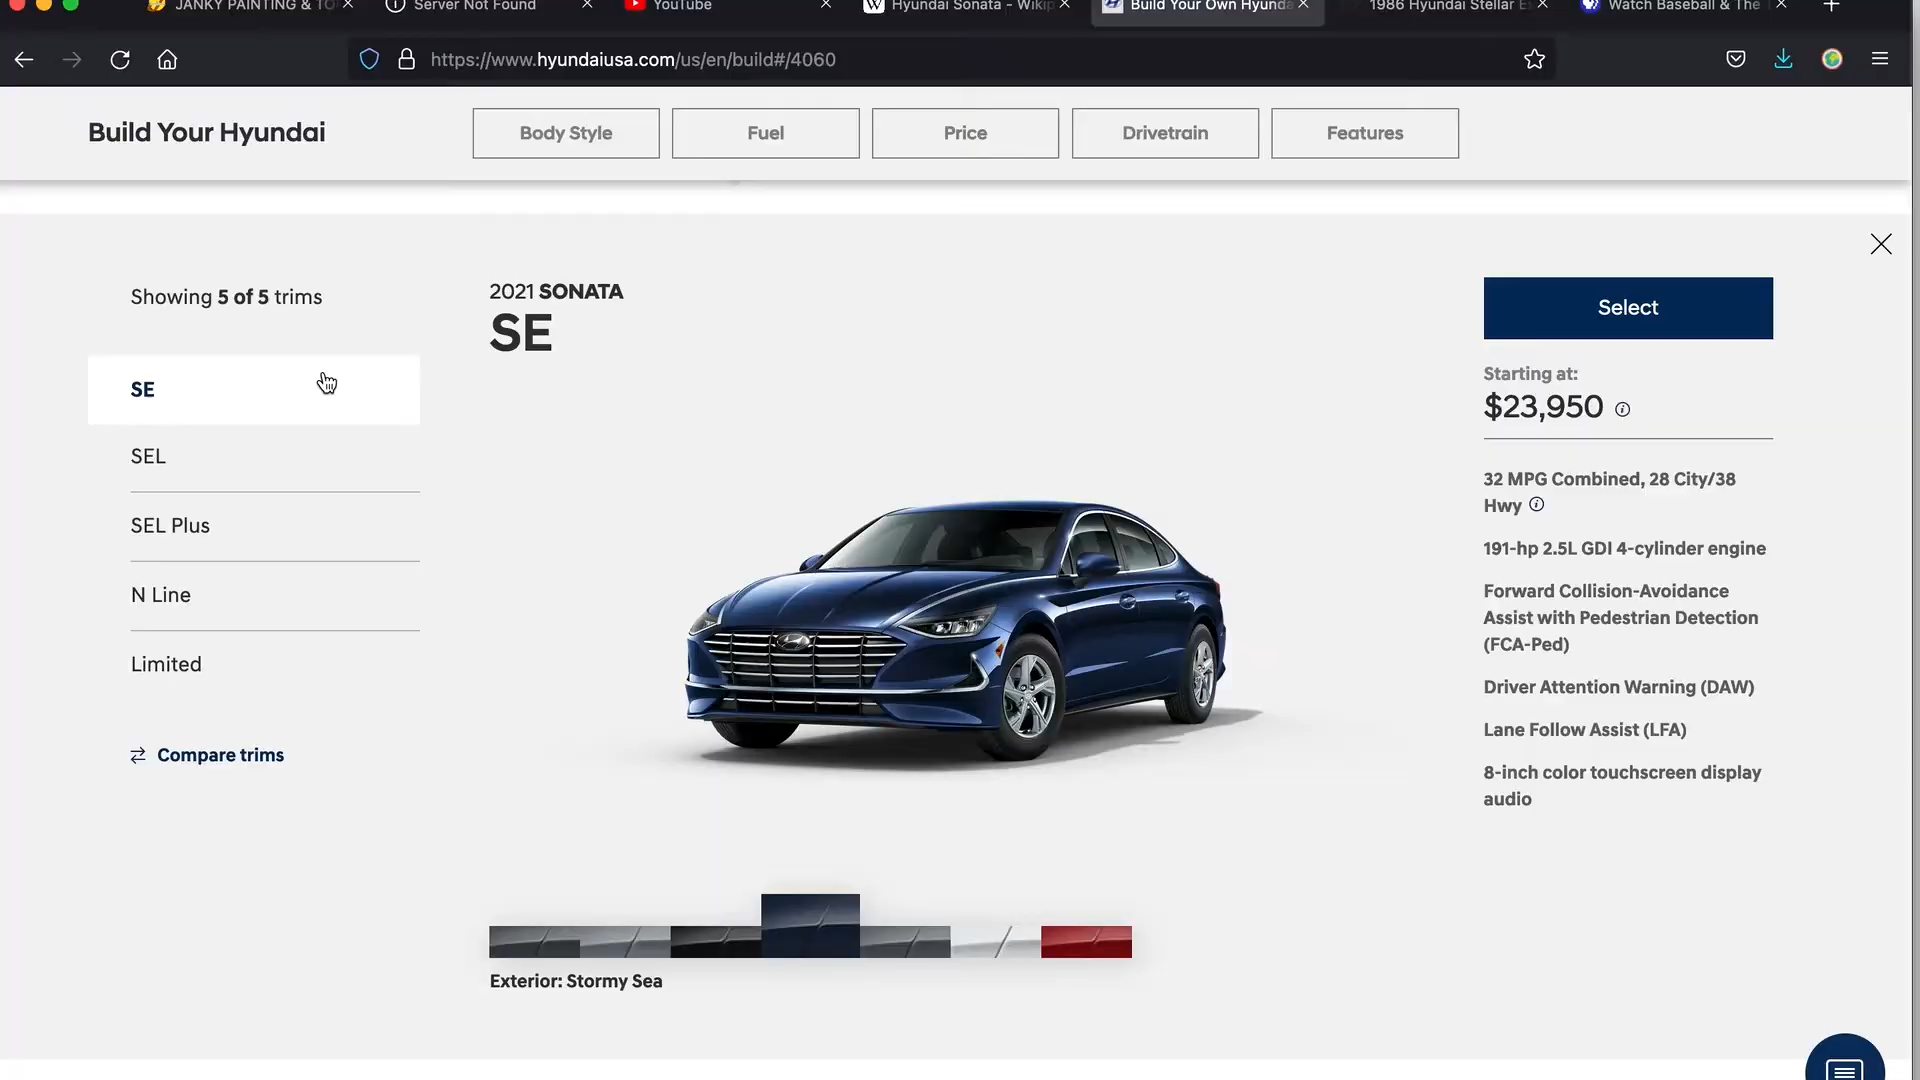 JANKY PAINTING & TO
Server Not Found
YouTube
Hyundai Sonata - Wikip
Build Your Own Hyunda
1986 Hyundai Stellar E
Watch Baseball & The
https://www.hyundaiusa.com/us/en/build#/4060
Build Your Hyundai
Body Style
Fuel
Price
Drivetrain
Features
Showing 5 of 5 trims
SE
SEL
SEL Plus
N Line
Limited
Compare trims
2021 SONATA
SE
Exterior: Stormy Sea
Select
Starting at:
$23,950
32 MPG Combined, 28 City/38
Hwy
191-hp 2.5L GDI 4-cylinder engine
Forward Collision-Avoidance
Assist with Pedestrian Detection
(FCA-Ped)
Driver Attention Warning (DAW)
Lane Follow Assist (LFA)
8-inch color touchscreen display
audio